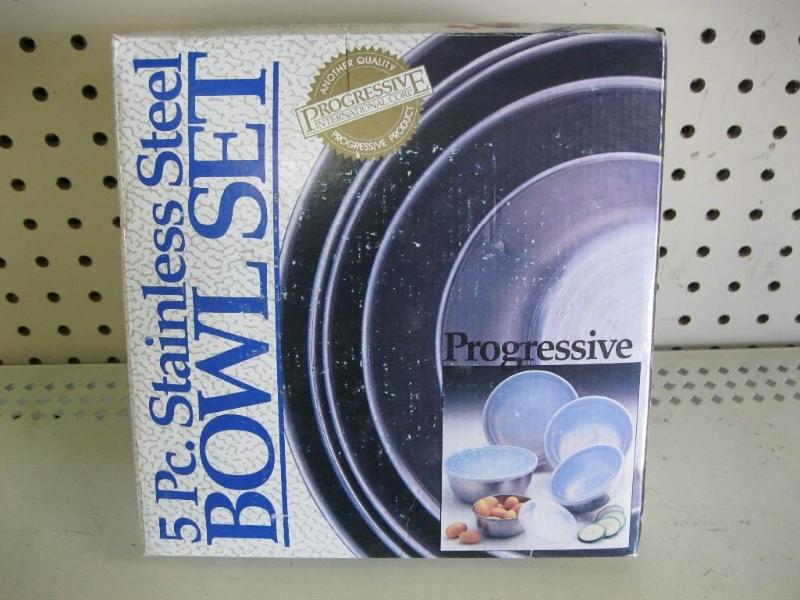 5 Pc. Stainless Steel
BOWL SET
ANOTHER QUALITY
PROGRESSIVE
INTERNATIONAL CORP.
PROGRESSIVE PRODUCT
Progressive